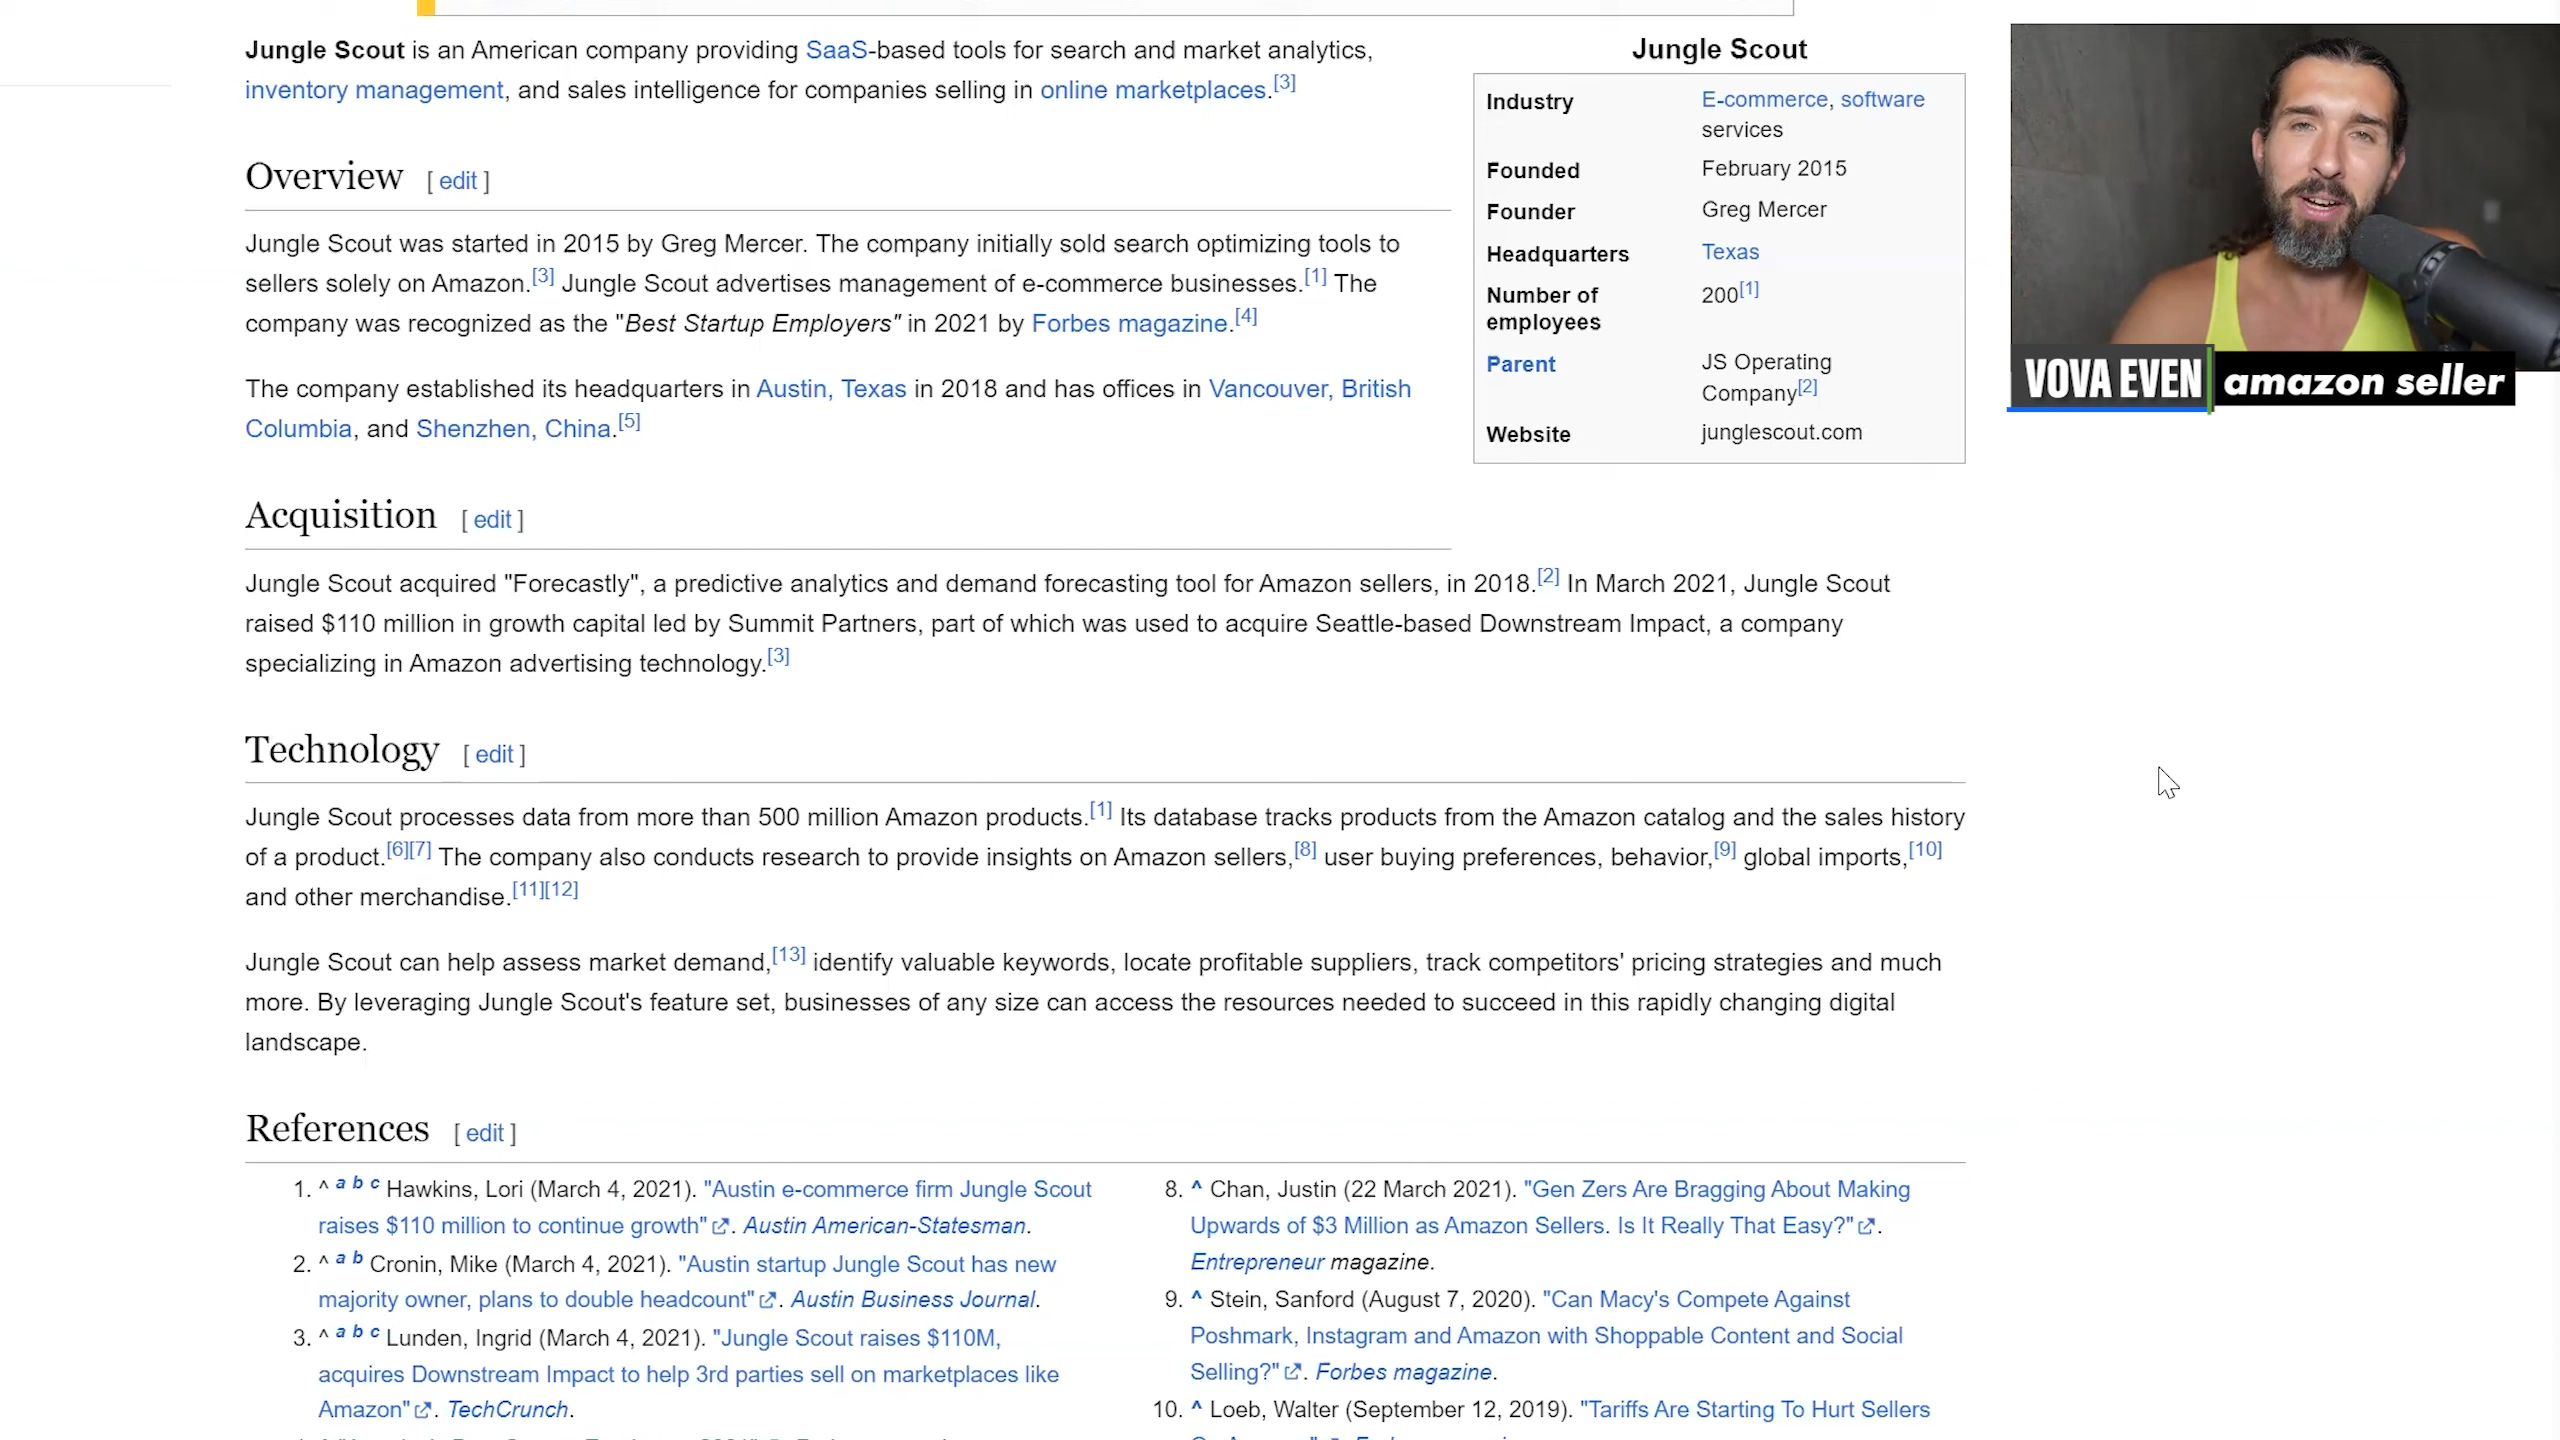 Jungle Scout is an American company providing SaaS-based tools for search and market analytics,
inventory management, and sales intelligence for companies selling in online marketplaces.[3]
Overview [ edit ]
Jungle Scout was started in 2015 by Greg Mercer. The company initially sold search optimizing tools to
sellers solely on Amazon.[3] Jungle Scout advertises management of e-commerce businesses.[1] The
company was recognized as the "Best Startup Employers" in 2021 by Forbes magazine.[4]
The company established its headquarters in Austin, Texas in 2018 and has offices in Vancouver, British
Columbia, and Shenzhen, China.[5]
Jungle Scout
Industry E-commerce, software
services
Founded February 2015
Founder Greg Mercer
Headquarters Texas
Number of 200[1]
employees
Parent JS Operating
Company[2]
Website junglescout.com
VOVA EVEN amazon seller
Acquisition [ edit ]
Jungle Scout acquired "Forecastly", a predictive analytics and demand forecasting tool for Amazon sellers, in 2018.[2] In March 2021, Jungle Scout
raised $110 million in growth capital led by Summit Partners, part of which was used to acquire Seattle-based Downstream Impact, a company
specializing in Amazon advertising technology.[3]
Technology [ edit ]
Jungle Scout processes data from more than 500 million Amazon products.[1] Its database tracks products from the Amazon catalog and the sales history
of a product.[6][7] The company also conducts research to provide insights on Amazon sellers,[8] user buying preferences, behavior,[9] global imports,[10]
and other merchandise.[11][12]
Jungle Scout can help assess market demand,[13] identify valuable keywords, locate profitable suppliers, track competitors' pricing strategies and much
more. By leveraging Jungle Scout's feature set, businesses of any size can access the resources needed to succeed in this rapidly changing digital
landscape.
References [ edit ]
1. ^ a b c Hawkins, Lori (March 4, 2021). "Austin e-commerce firm Jungle Scout
raises $110 million to continue growth". Austin American-Statesman.
2. ^ a b Cronin, Mike (March 4, 2021). "Austin startup Jungle Scout has new
majority owner, plans to double headcount". Austin Business Journal.
3. ^ a b c Lunden, Ingrid (March 4, 2021). "Jungle Scout raises $110M,
acquires Downstream Impact to help 3rd parties sell on marketplaces like
Amazon". TechCrunch.
8. ^ Chan, Justin (22 March 2021). "Gen Zers Are Bragging About Making
Upwards of $3 Million as Amazon Sellers. Is It Really That Easy?".
Entrepreneur magazine.
9. ^ Stein, Sanford (August 7, 2020). "Can Macy's Compete Against
Poshmark, Instagram and Amazon with Shoppable Content and Social
Selling?". Forbes magazine.
10. ^ Loeb, Walter (September 12, 2019). "Tariffs Are Starting To Hurt Sellers